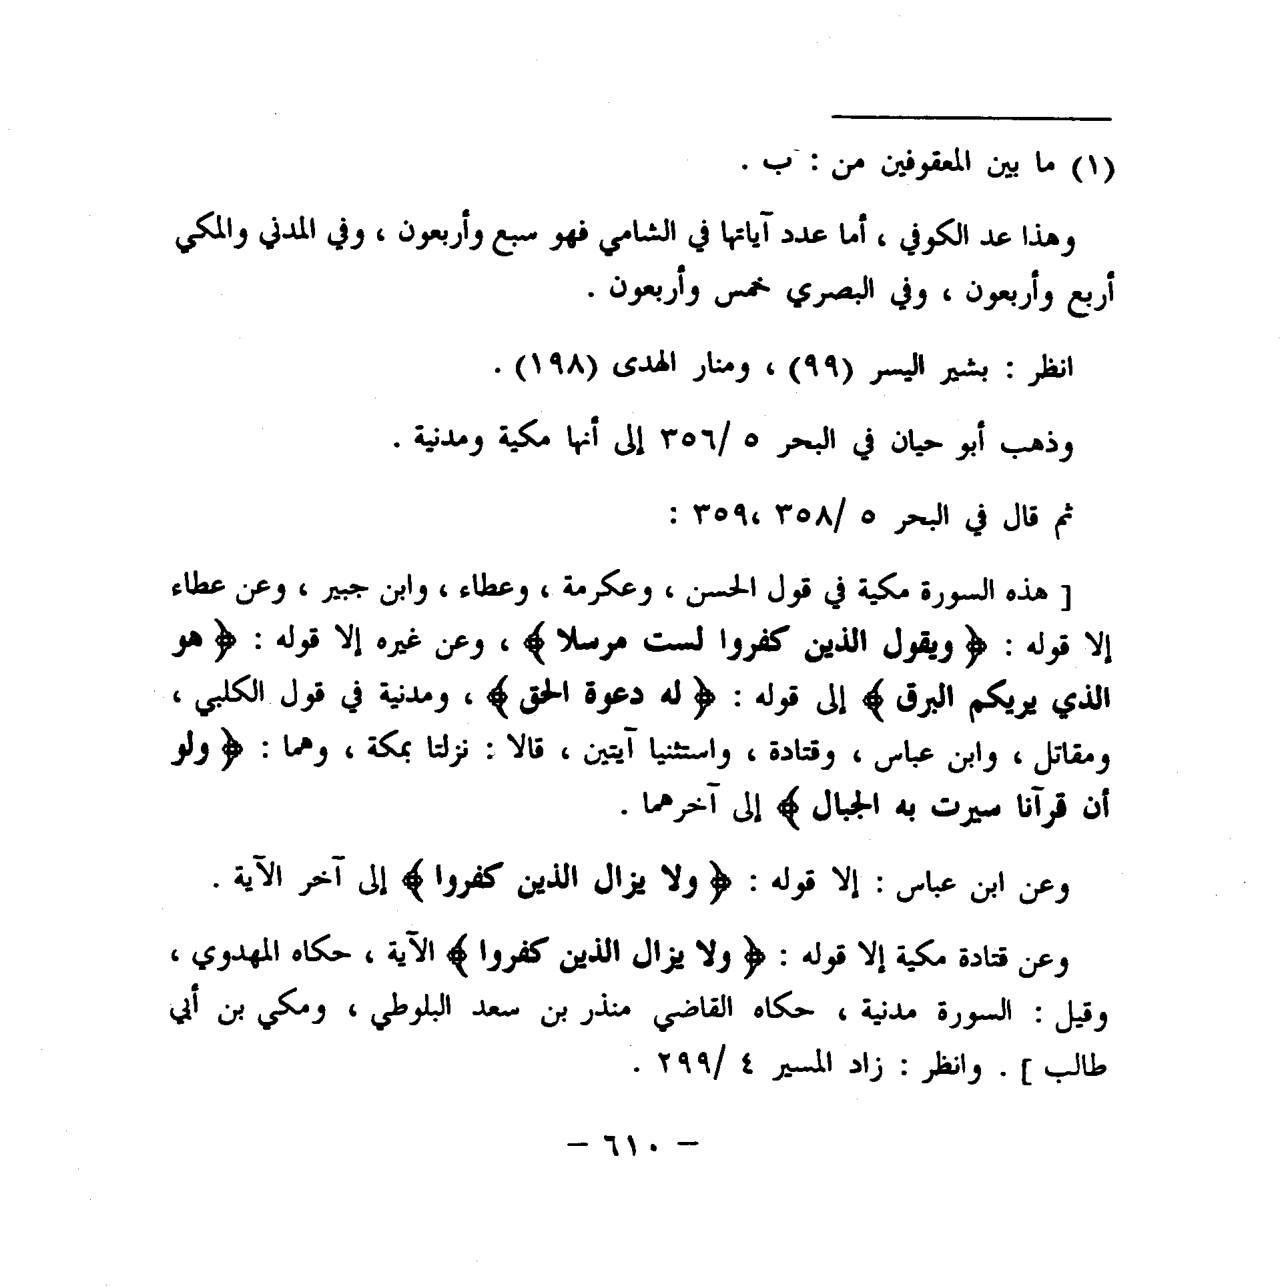 (١) ما بين المعقوفين من : ب .
وهذا عد الكوفي ، أما عدد آياتها في الشامي فهو سبع وأربعون ، وفي المدني والمكي
أربع وأربعون ، وفي البصري خمس وأربعون .
انظر : بشير اليسر (٩٩) ، ومنار الهدى (١٩٨) .
وذهب أبو حيان في البحر ٥ /٣٥٦ إلى أنها مكية ومدنية .
ثم قال في البحر ٥ /٣٥٨ ،٣٥٩ :
[ هذه السورة مكية في قول الحسن ، وعكرمة ، وعطاء ، وابن جبير ، وعن عطاء
إلا قوله : ﴿ ويقول الذين كفروا لست مرسلا ﴾ ، وعن غيره إلا قوله : ﴿ هو
الذي يريكم البرق ﴾ إلى قوله : ﴿ له دعوة الحق ﴾ ، ومدنية في قول الكلبي ،
ومقاتل ، وابن عباس ، وقتادة ، واستثنيا آيتين ، قالا : نزلتا بمكة ، وهما : ﴿ ولو
أن قرآنا سيرت به الجبال ﴾ إلى آخرهما .
وعن ابن عباس : إلا قوله : ﴿ ولا يزال الذين كفروا ﴾ إلى آخر الآية .
وعن قتادة مكية إلا قوله : ﴿ ولا يزال الذين كفروا ﴾ الآية ، حكاه المهدوي ،
وقيل : السورة مدنية ، حكاه القاضي منذر بن سعد البلوطي ، ومكي بن أبي
طالب ] . وانظر : زاد المسير ٤ /٢٩٩ .
– ٦١٠ –